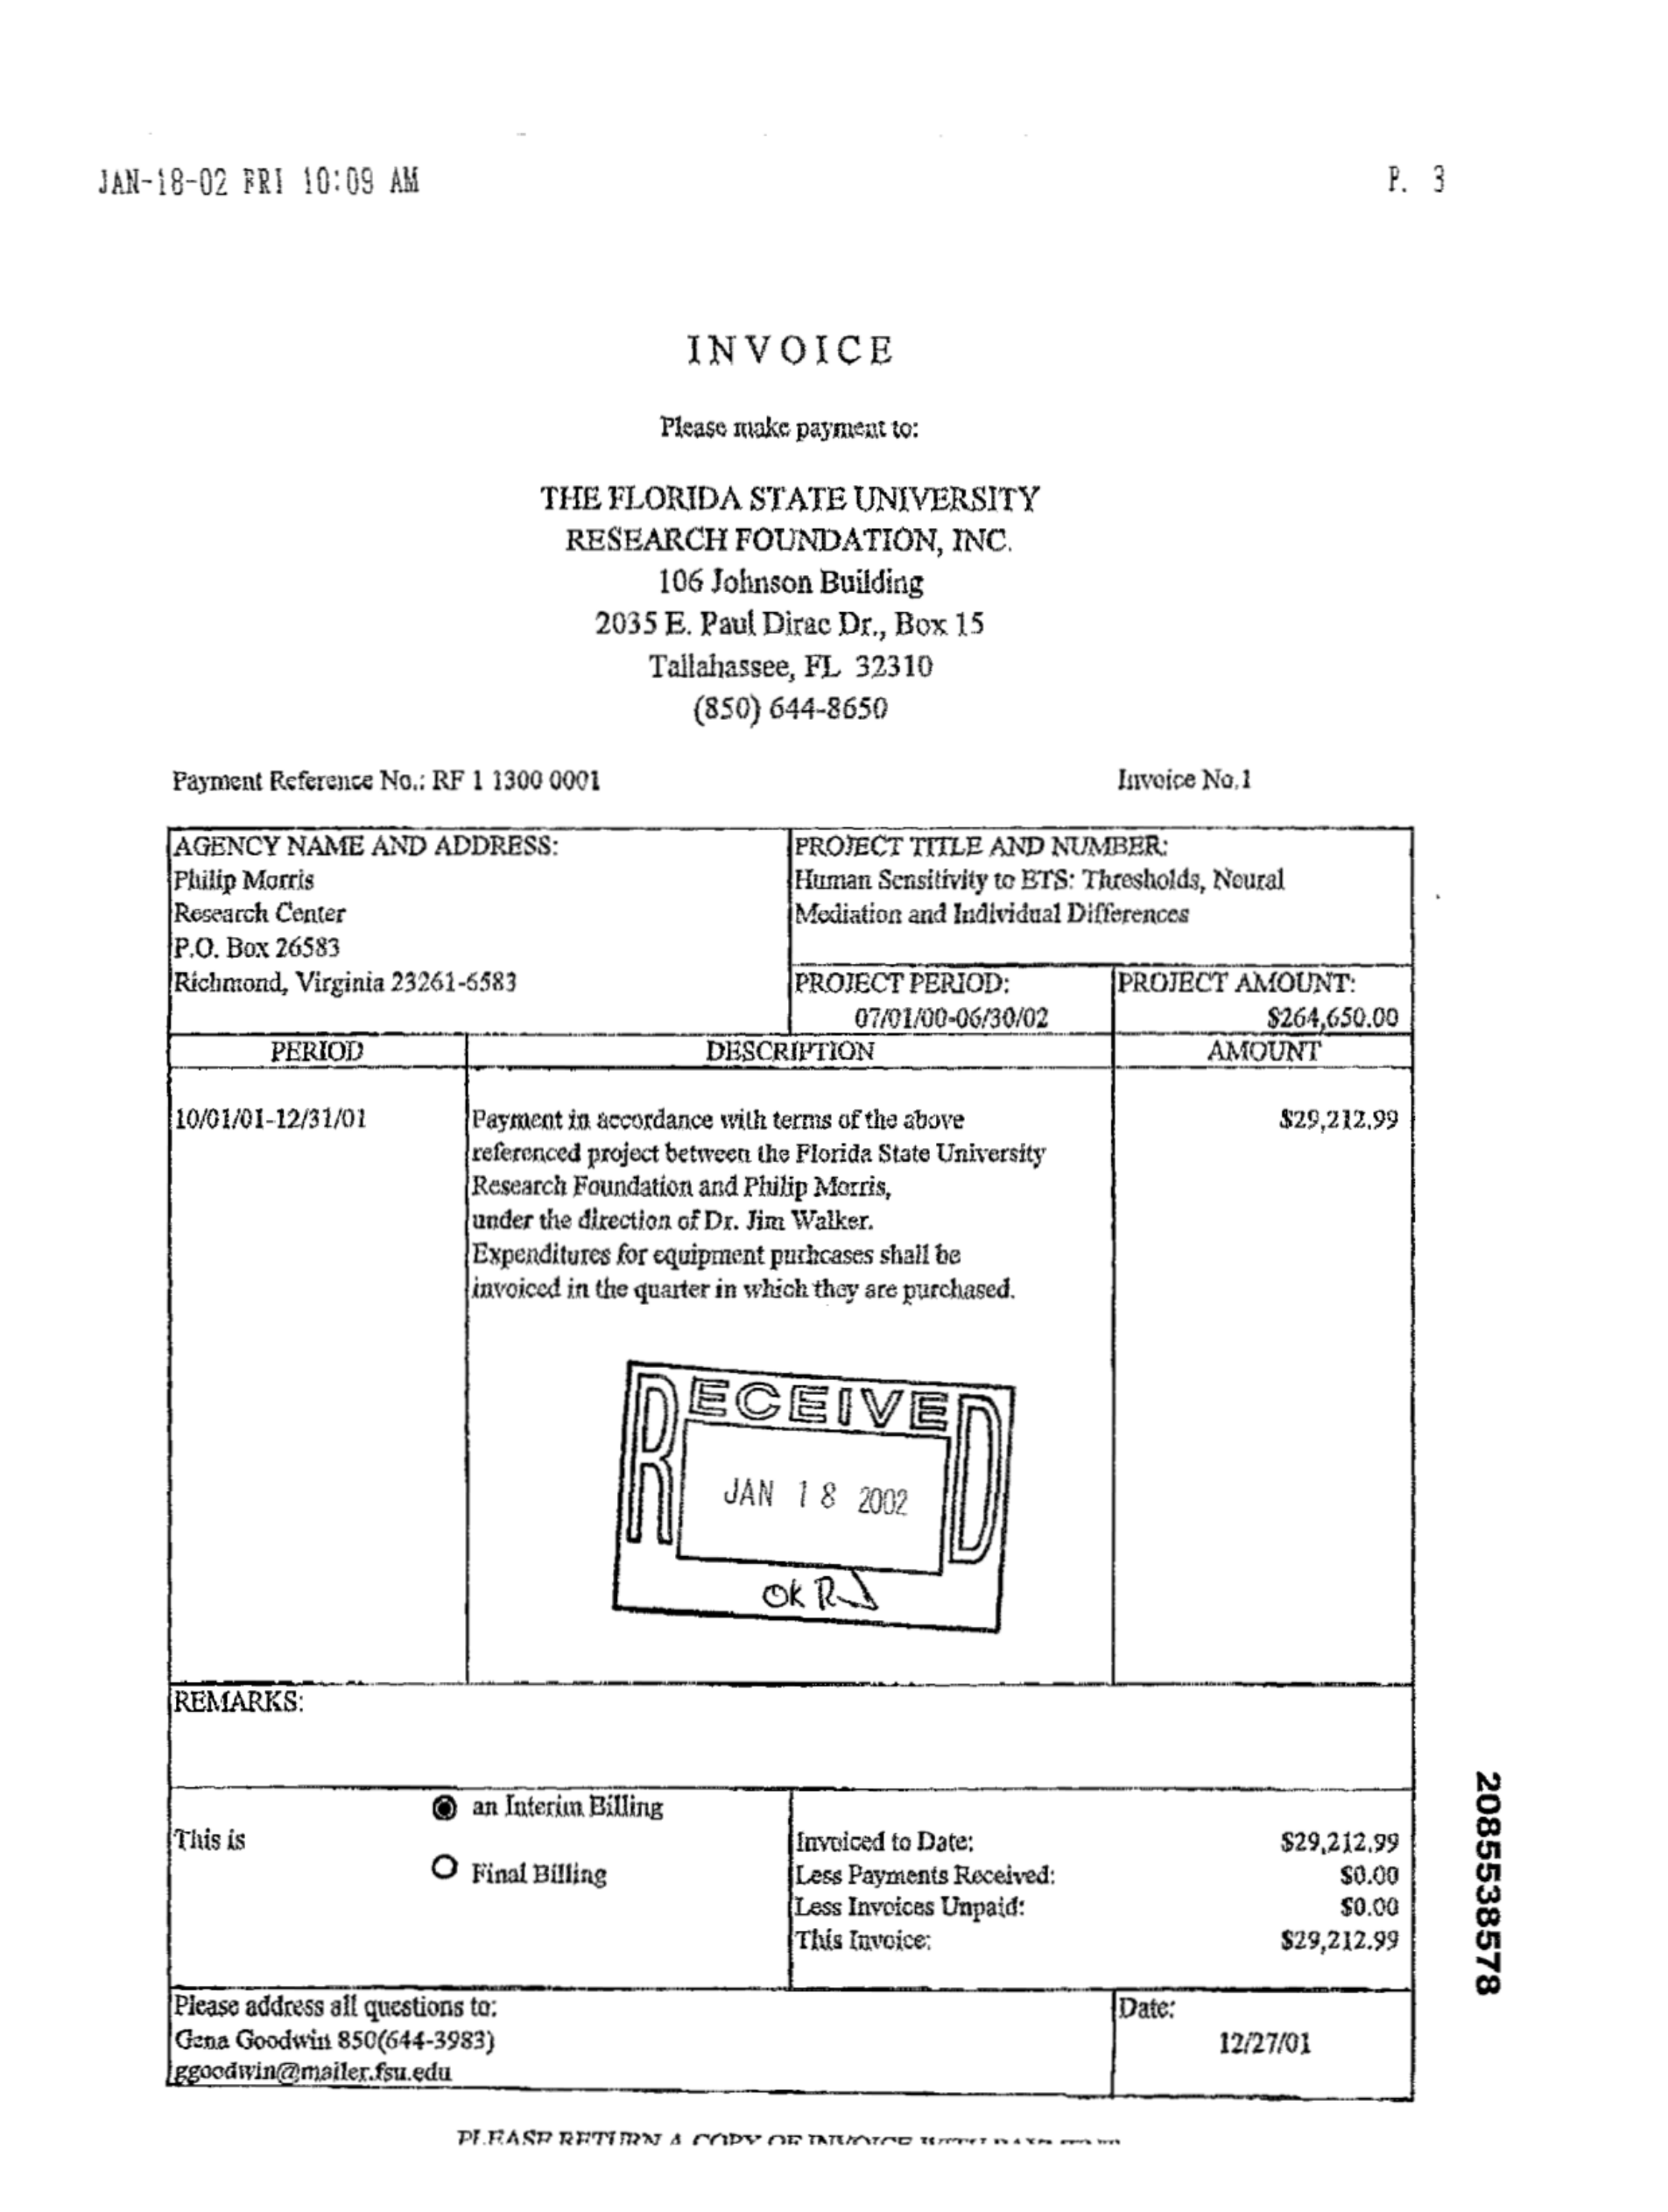 JAN-18-02 FRI 10:09 AM P. 3
INVOICE
Please make payment to:
THE FLORIDA STATE UNIVERSITY
RESEARCH FOUNDATION, INC.
106 Johnson Building
2035 E. Paul Dirac Dr., Box 15
Tallahassee, FL 32310
(850) 644-8650
Payment Reference No.: RF 1 1300 0001 Invoice No.1
AGENCY NAME AND ADDRESS:
Philip Morris
Research Center
P.O. Box 26583
Richmond, Virginia 23261-6583
PROJECT TITLE AND NUMBER:
Human Sensitivity to ETS: Thresholds, Neural
Mediation and Individual Differences
PROJECT PERIOD:
07/01/00-06/30/02
PROJECT AMOUNT:
$264,650.00
PERIOD DESCRIPTION AMOUNT
10/01/01-12/31/01
Payment in accordance with terms of the above
referenced project between the Florida State University
Research Foundation and Philip Morris,
under the direction of Dr. Jim Walker.
Expenditures for equipment purhcases shall be
invoiced in the quarter in which they are purchased.
$29,212.99
RECEIVED
JAN 18 2002
OK
REMARKS:
This is
an Interim Billing
Final Billing
Invoiced to Date: $29,212.99
Less Payments Received: $0.00
Less Invoices Unpaid: $0.00
This Invoice: $29,212.99
Please address all questions to:
Gena Goodwin 850(644-3983)
ggoodwin@mailer.fsu.edu
Date:
12/27/01
PLEASE RETURN A COPY OF INVOICE WITH
2085538578